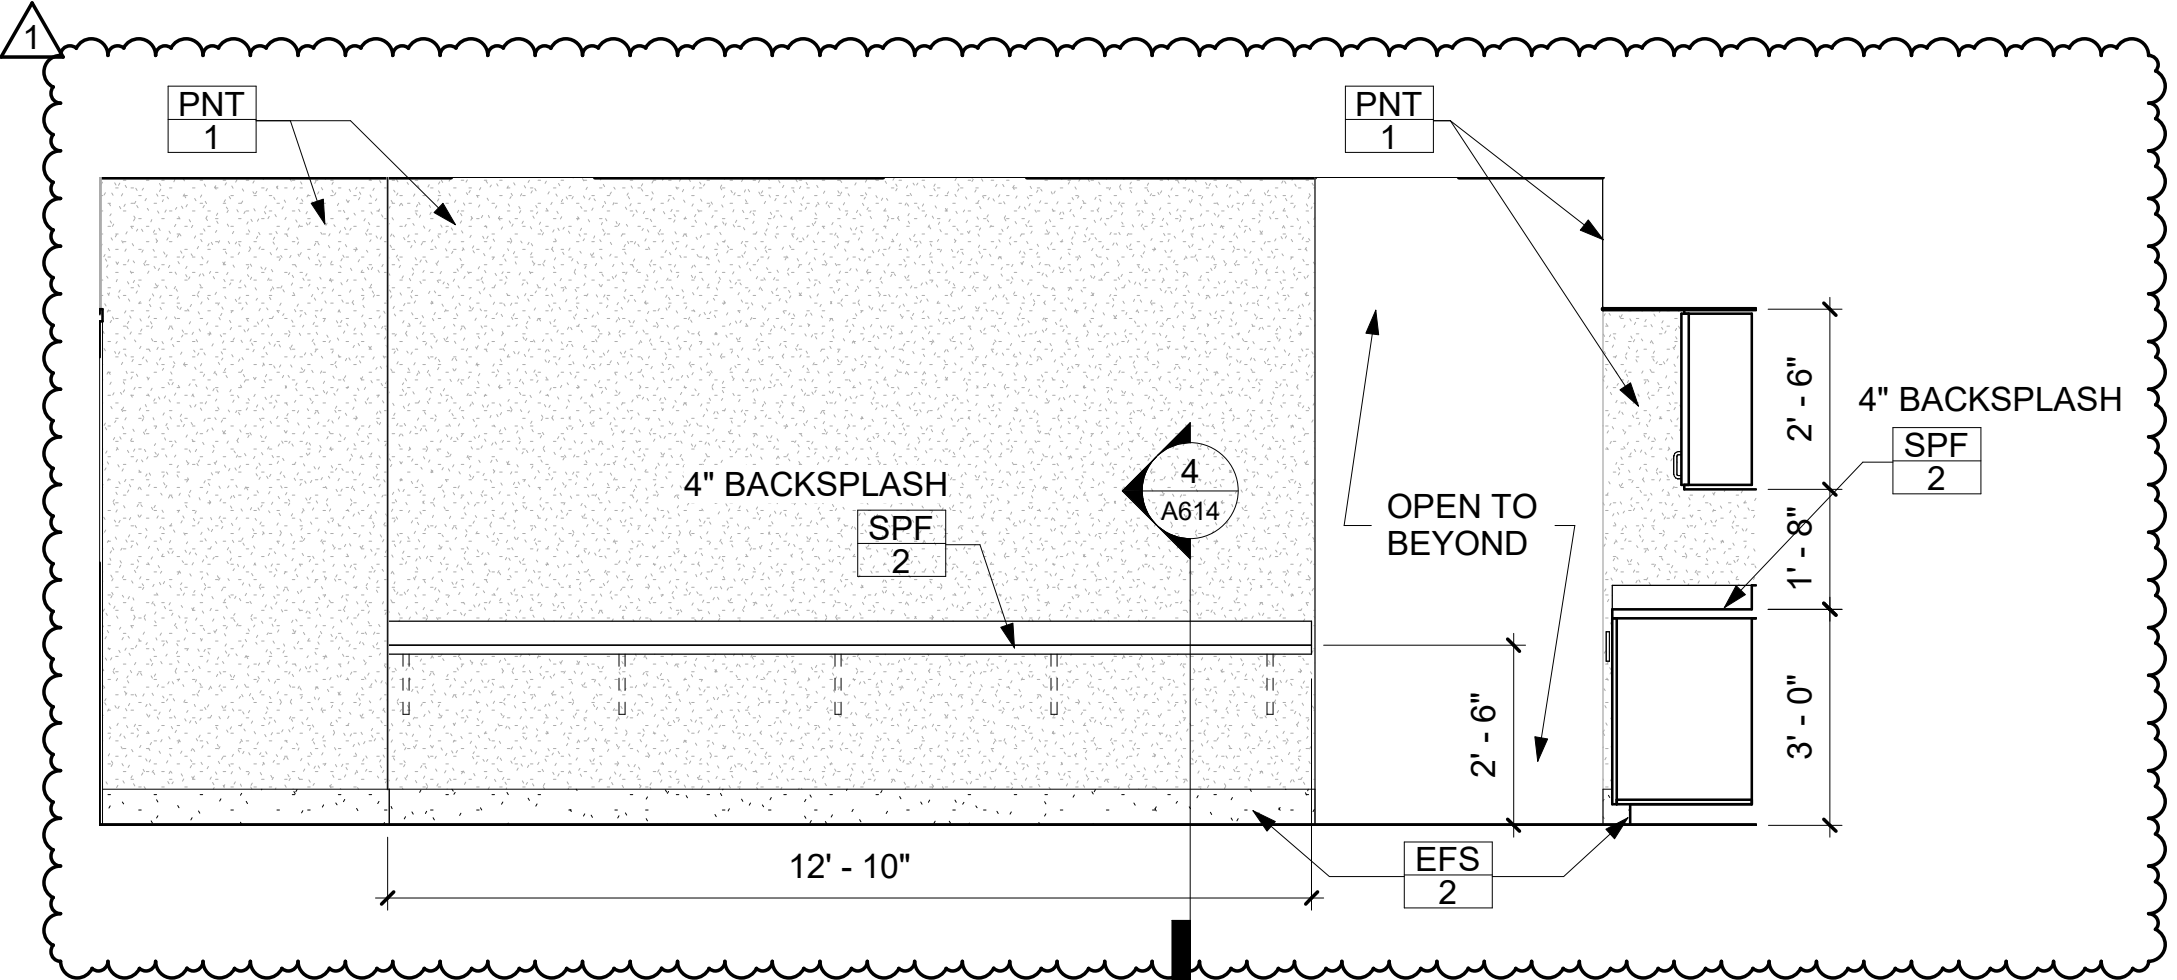 1
PNT
1
PNT
1
2' - 6"
4" BACKSPLASH
SPF
2
4" BACKSPLASH
SPF
2
4
A614
OPEN TO
BEYOND
1' - 8"
2' - 6"
3' - 0"
12' - 10"
EFS
2